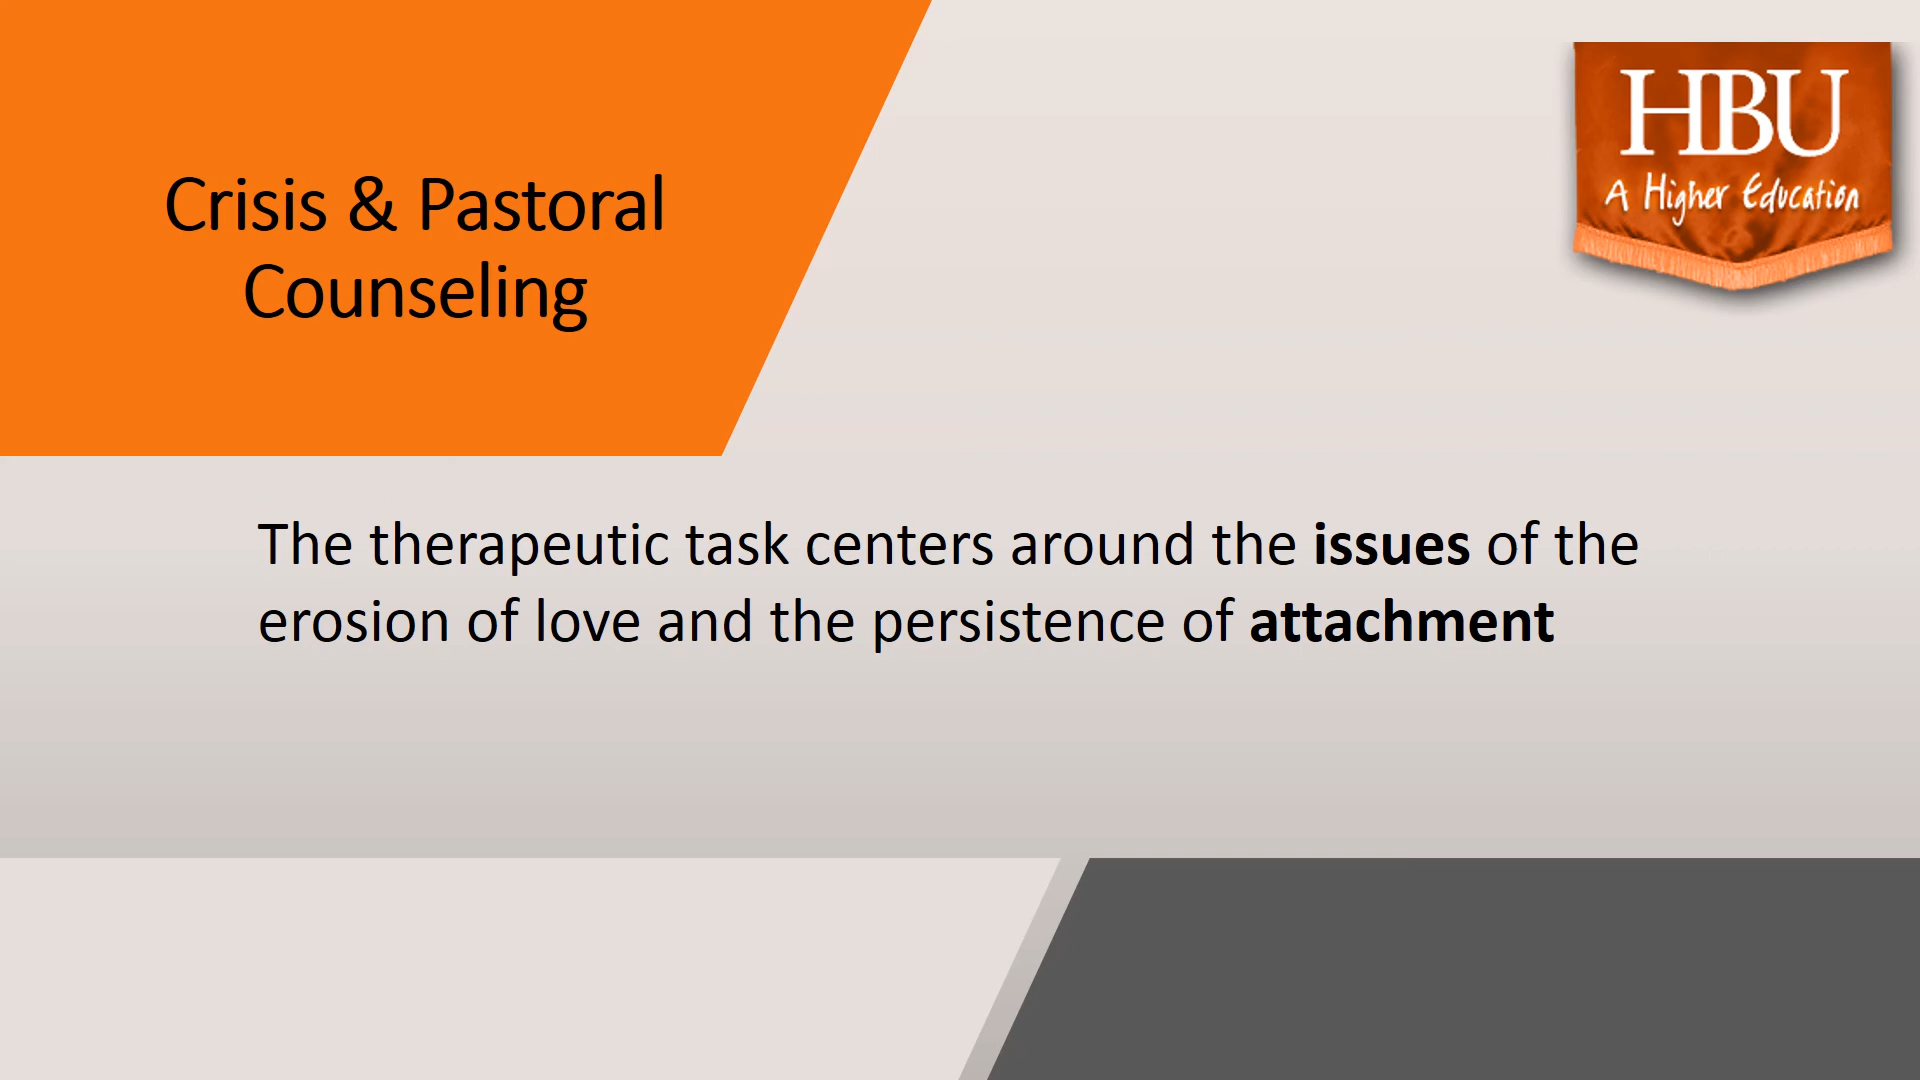 Crisis & Pastoral
Counseling
HBU
A Higher Education
The therapeutic task centers around the issues of the
erosion of love and the persistence of attachment